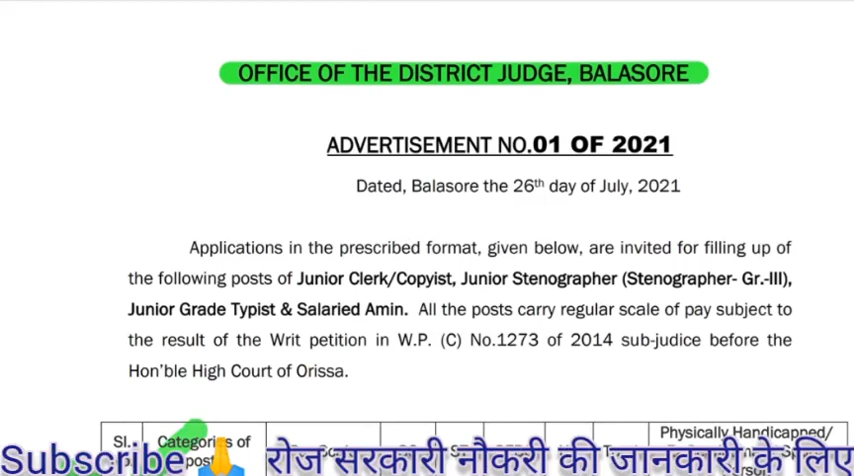 OFFICE OF THE DISTRICT JUDGE, BALASORE
ADVERTISEMENT NO.01 OF 2021
Dated, Balasore the 26th day of July, 2021
Applications in the prescribed format, given below, are invited for filling up of
the following posts of Junior Clerk/Copyist, Junior Stenographer (Stenographer- Gr.-III),
Junior Grade Typist & Salaried Amin. All the posts carry regular scale of pay subject to
the result of the Writ petition in W.P. (C) No.1273 of 2014 sub-judice before the
Hon'ble High Court of Orissa.
Physically Handicapped/
Sl. Categories of
post
Subscribe 🙏 रोज सरकारी नौकरी की जानकारी के लिए